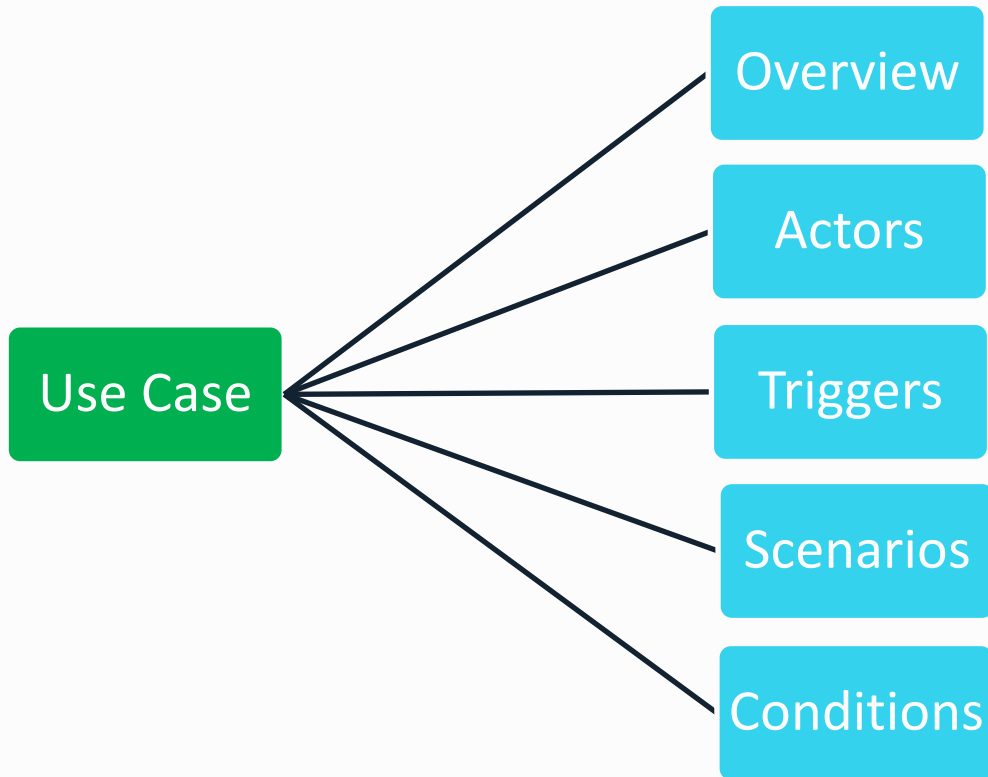 Overview
Actors
Use Case
Triggers
Scenarios
Conditions